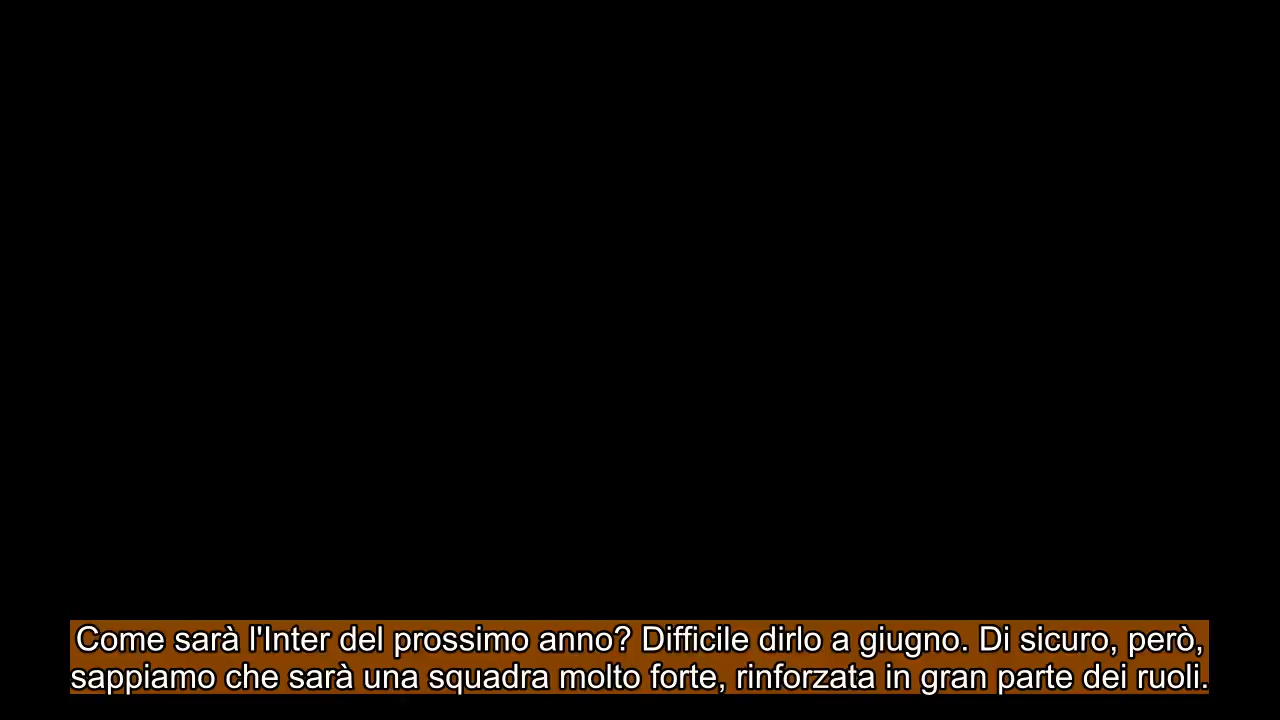 Come sarà l'Inter del prossimo anno? Difficile dirlo a giugno. Di sicuro, però,
sappiamo che sarà una squadra molto forte, rinforzata in gran parte dei ruoli.